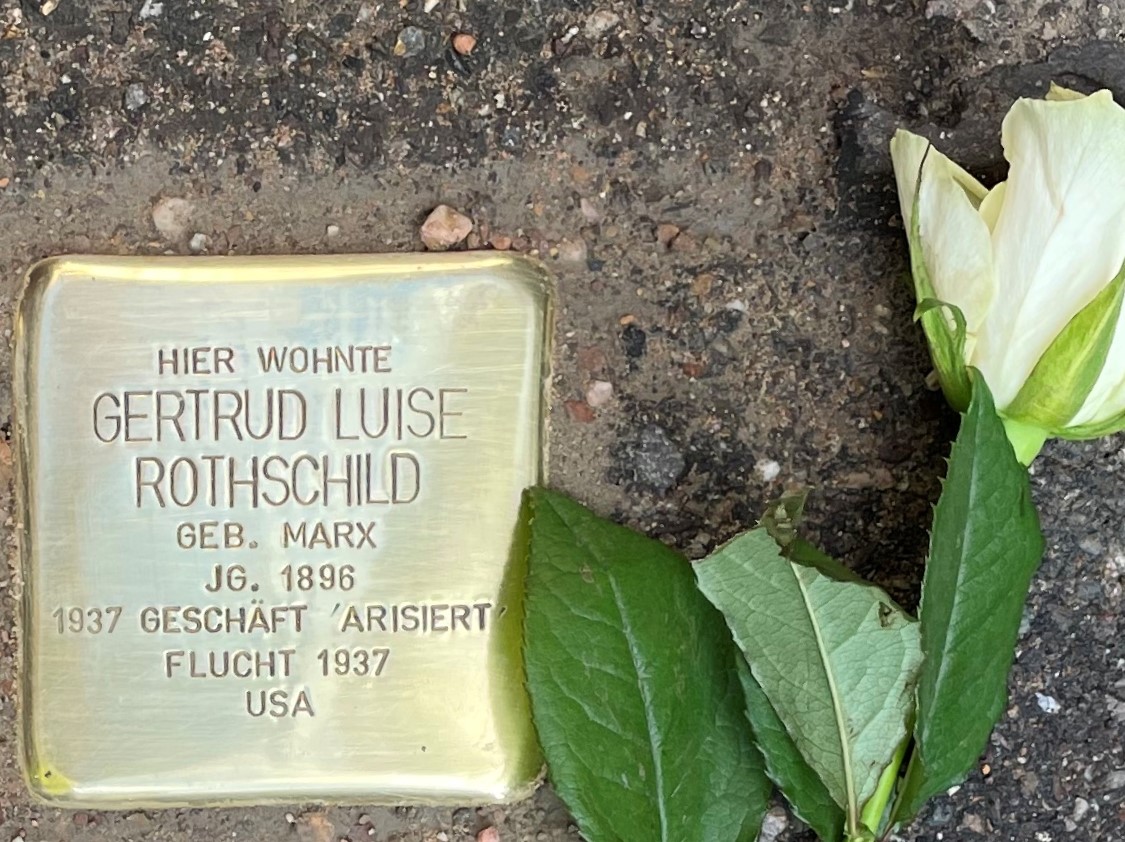 HIER WOHNTE
GERTRUD LUISE
ROTHSCHILD
GEB. MARX
JG. 1896
1937 GESCHÄFT 'ARISIERT'
FLUCHT 1937
USA